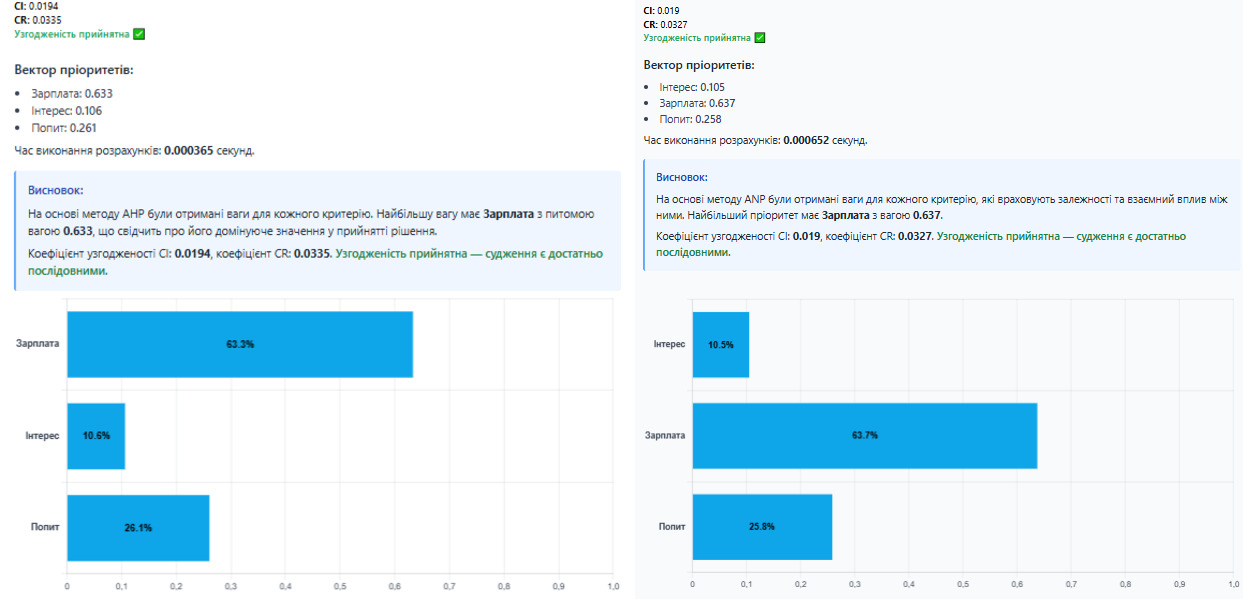 CI: 0.0194
CR: 0.0335
Узгодженість прийнятна ✅
Вектор пріоритетів:
• Зарплата: 0.633
• Інтерес: 0.106
• Попит: 0.261
Час виконання розрахунків: 0.000365 секунд.
Висновок:
На основі методу AHP були отримані ваги для кожного критерію. Найбільшу вагу має Зарплата з питомою
вагою 0.633, що свідчить про його домінуюче значення у прийнятті рішення.
Коефіцієнт узгодженості CI: 0.0194, коефіцієнт CR: 0.0335. Узгодженість прийнятна — судження є достатньо
послідовними.
Зарплата
63.3%
Інтерес
10.6%
Попит
26.1%
0 0,1 0,2 0,3 0,4 0,5 0,6 0,7 0,8 0,9 1,0
CI: 0.019
CR: 0.0327
Узгодженість прийнятна ✅
Вектор пріоритетів:
• Інтерес: 0.105
• Зарплата: 0.637
• Попит: 0.258
Час виконання розрахунків: 0.000652 секунд.
Висновок:
На основі методу ANP були отримані ваги для кожного критерію, які враховують залежності та взаємний вплив між
ними. Найбільший пріоритет має Зарплата з вагою 0.637.
Коефіцієнт узгодженості CI: 0.019, коефіцієнт CR: 0.0327. Узгодженість прийнятна — судження є достатньо
послідовними.
Інтерес
10.5%
Зарплата
63.7%
Попит
25.8%
0 0,1 0,2 0,3 0,4 0,5 0,6 0,7 0,8 0,9 1,0